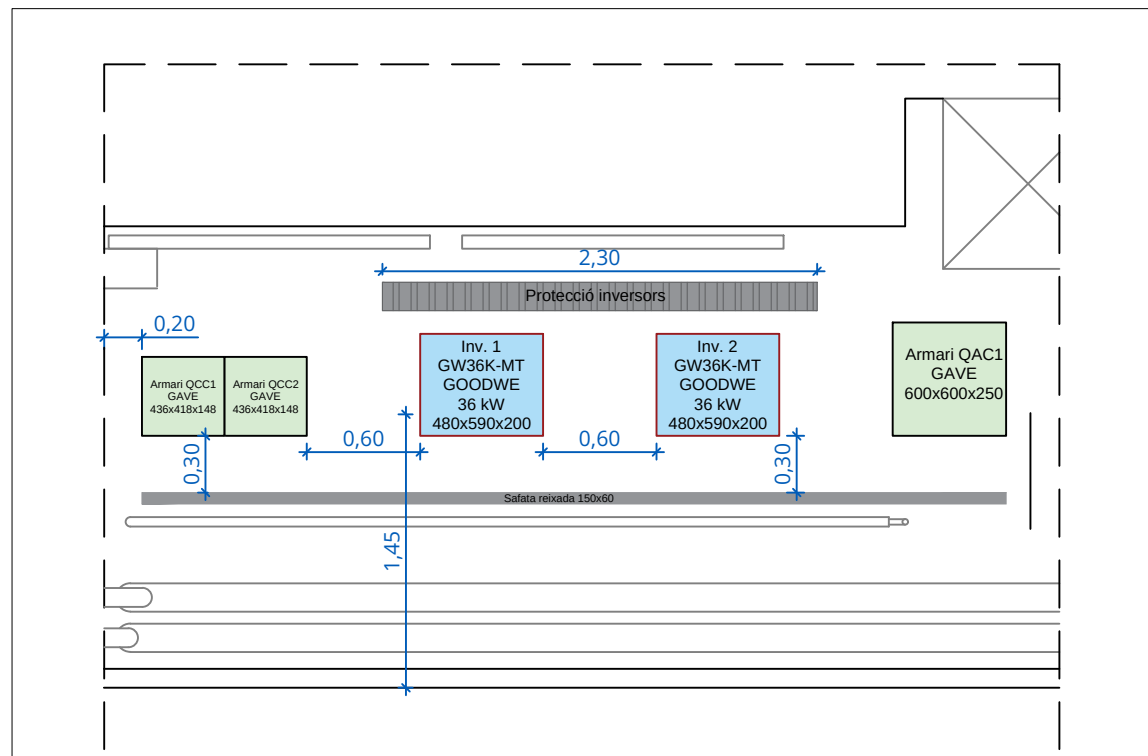 2,30
Protecció inversors
0,20
Armari QCC1
GAVE
436x418x148
Armari QCC2
GAVE
436x418x148
Inv. 1
GW36K-MT
GOODWE
36 kW
480x590x200
Inv. 2
GW36K-MT
GOODWE
36 kW
480x590x200
Armari QAC1
GAVE
600x600x250
0,60
0,60
0,30
0,30
Safata reixada 150x60
1,45